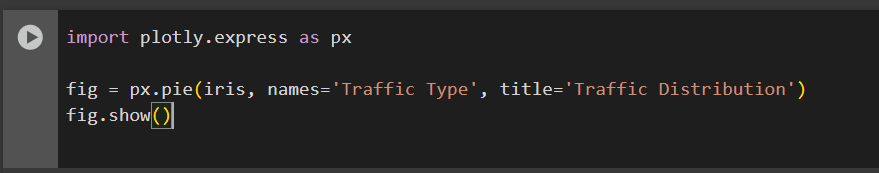 import plotly.express as px
fig = px.pie(iris, names='Traffic Type', title='Traffic Distribution')
fig.show()